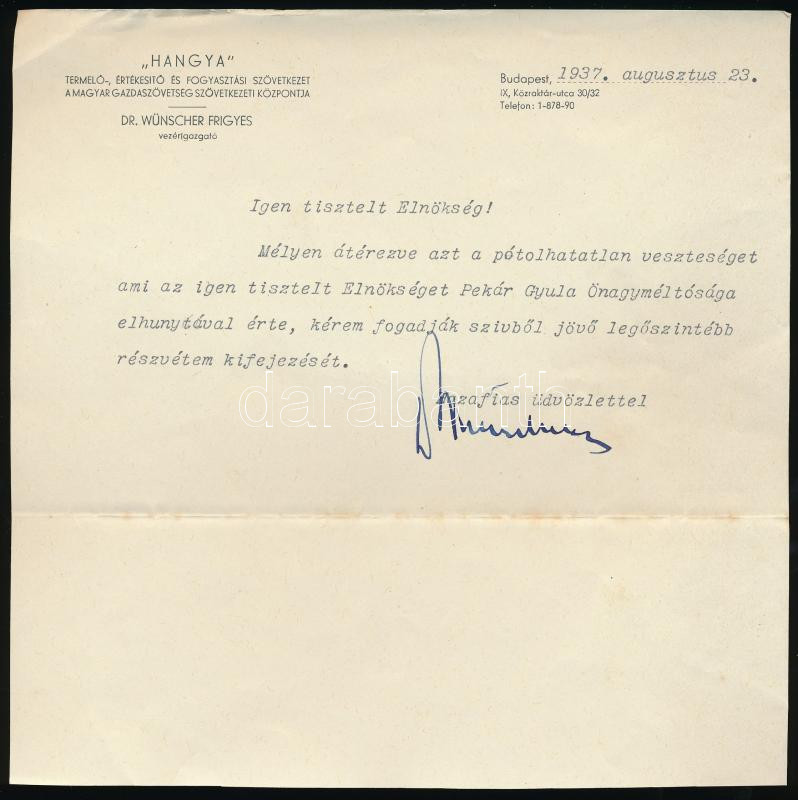 „HANGYA"
TERMELŐ-, ÉRTÉKESITŐ ÉS FOGYASZTÁSI SZÖVETKEZET
A MAGYAR GAZDASZÖVETSÉG SZÖVETKEZETI KÖZPONTJA
DR. WÜNSCHER FRIGYES
vezérigazgató
Budapest, 1937. augusztus 23.
IX, Közraktár-utca 30/32
Telefon: 1-878-90
Igen tisztelt Elnökség!
Mélyen átérezve azt a pótolhatatlan veszteséget
ami az igen tisztelt Elnökséget Pekár Gyula Önagyméltósága
elhunytával érte, kérem fogadják szivből jövő legőszintébb
részvétem kifejezését.
hazafias üdvözlettel
darabanth